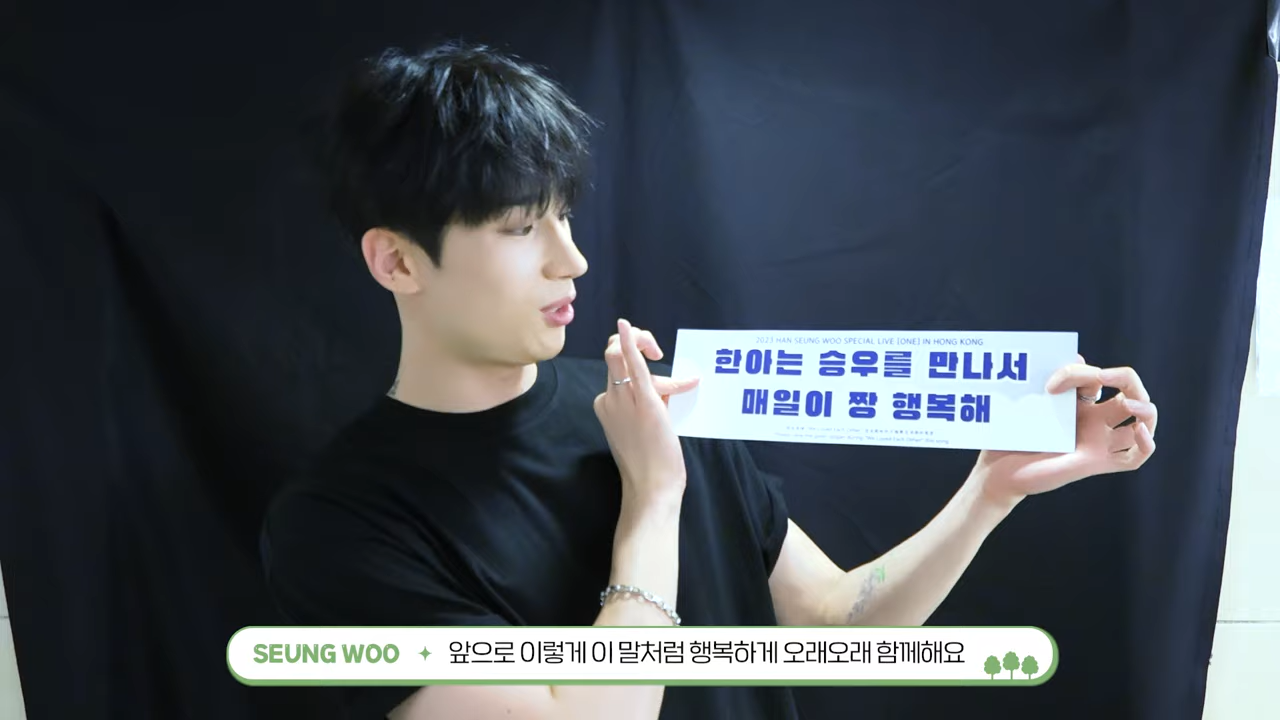 2023 HAN SEUNG WOO SPECIAL LIVE [ONE] IN HONG KONG
한아는 승우를 만나서
매일이 짱 행복해
SEUNG WOO 앞으로 이렇게 이 말처럼 행복하게 오래오래 함께해요